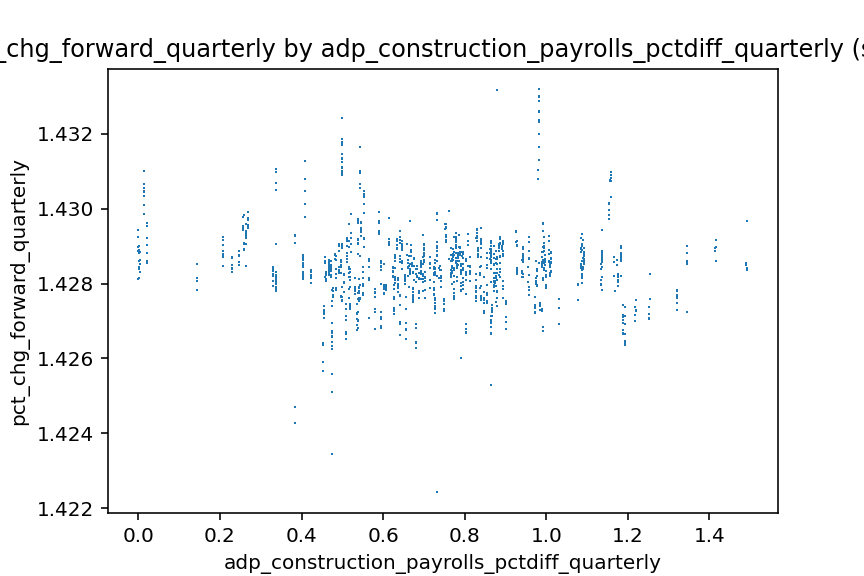 _chg_forward_quarterly by adp_construction_payrolls_pctdiff_quarterly (s
1.432
1.430
1.428
1.426
1.424
1.422
pct_chg_forward_quarterly
0.0 0.2 0.4 0.6 0.8 1.0 1.2 1.4
adp_construction_payrolls_pctdiff_quarterly